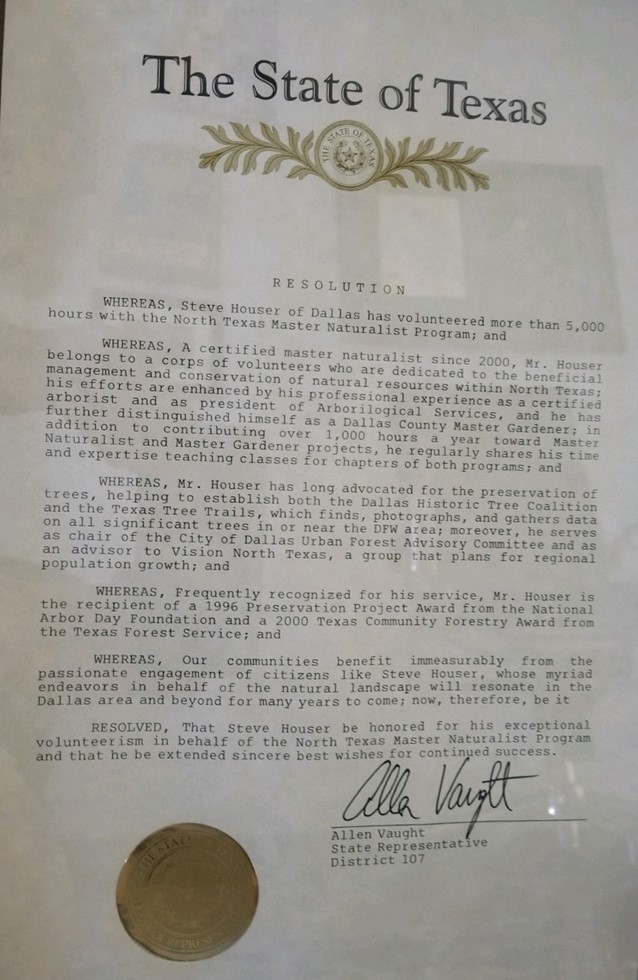 The State of Texas
THE STATE OF TEXAS
RESOLUTION
WHEREAS, Steve Houser of Dallas has volunteered more than 5,000
hours with the North Texas Master Naturalist Program; and
WHEREAS, A certified master naturalist since 2000, Mr. Houser
belongs to a corps of volunteers who are dedicated to the beneficial
management and conservation of natural resources within North Texas;
his efforts are enhanced by his professional experience as a certified
arborist and as president of Arborilogical Services, and he has
further distinguished himself as a Dallas County Master Gardener; in
addition to contributing over 1,000 hours a year toward Master
Naturalist and Master Gardener projects, he regularly shares his time
and expertise teaching classes for chapters of both programs; and
WHEREAS, Mr. Houser has long advocated for the preservation of
trees, helping to establish both the Dallas Historic Tree Coalition
and the Texas Tree Trails, which finds, photographs, and gathers data
on all significant trees in or near the DFW area; moreover, he serves
as chair of the City of Dallas Urban Forest Advisory Committee and as
an advisor to Vision North Texas, a group that plans for regional
population growth; and
WHEREAS, Frequently recognized for his service, Mr. Houser is
the recipient of a 1996 Preservation Project Award from the National
Arbor Day Foundation and a 2000 Texas Community Forestry Award from
the Texas Forest Service; and
WHEREAS, Our communities benefit immeasurably from the
passionate engagement of citizens like Steve Houser, whose myriad
endeavors in behalf of the natural landscape will resonate in the
Dallas area and beyond for many years to come; now, therefore, be it
RESOLVED, That Steve Houser be honored for his exceptional
volunteerism in behalf of the North Texas Master Naturalist Program
and that he be extended sincere best wishes for continued success.
Allen Vaught
Allen Vaught
State Representative
District 107
THE STATE